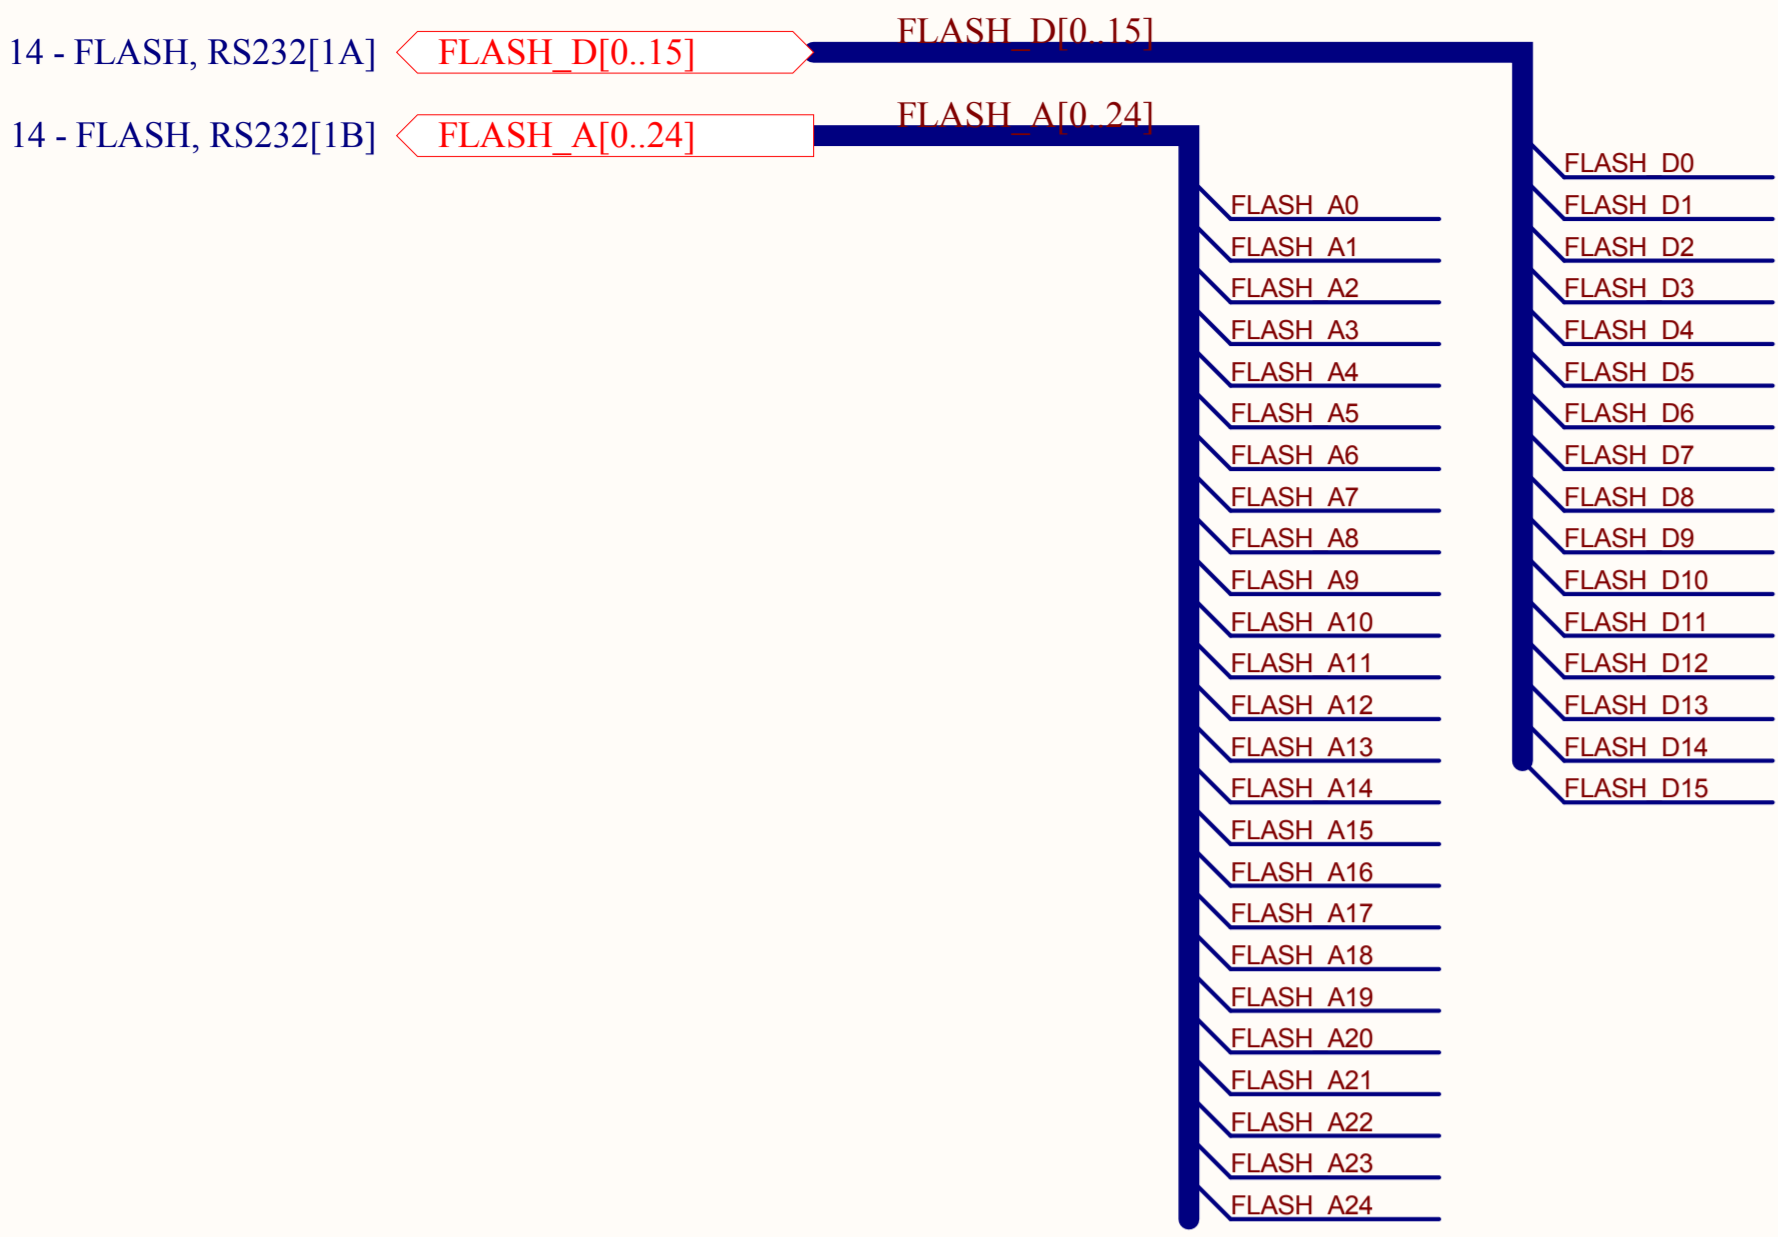 14 - FLASH, RS232[1A] FLASH_D[0..15] FLASH_D[0..15]
14 - FLASH, RS232[1B] FLASH_A[0..24] FLASH_A[0..24]
FLASH_A0
FLASH_A1
FLASH_A2
FLASH_A3
FLASH_A4
FLASH_A5
FLASH_A6
FLASH_A7
FLASH_A8
FLASH_A9
FLASH_A10
FLASH_A11
FLASH_A12
FLASH_A13
FLASH_A14
FLASH_A15
FLASH_A16
FLASH_A17
FLASH_A18
FLASH_A19
FLASH_A20
FLASH_A21
FLASH_A22
FLASH_A23
FLASH_A24
FLASH_D0
FLASH_D1
FLASH_D2
FLASH_D3
FLASH_D4
FLASH_D5
FLASH_D6
FLASH_D7
FLASH_D8
FLASH_D9
FLASH_D10
FLASH_D11
FLASH_D12
FLASH_D13
FLASH_D14
FLASH_D15